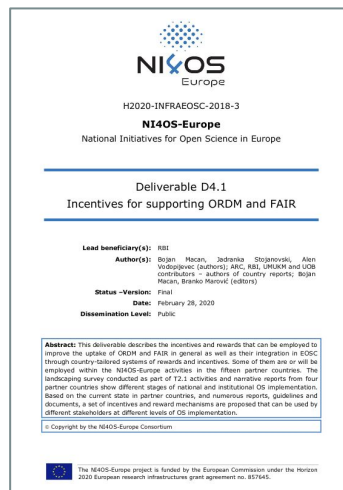 NI4OS
Europe
H2020-INFRAEOSC-2018-3
NI4OS-Europe
National Initiatives for Open Science in Europe
Deliverable D4.1
Incentives for supporting ORDM and FAIR
Lead beneficiary(s): RBI
Author(s): Bojan Macan, Jadranka Stojanovski, Alen
Vodopijevec (authors); ARC, RBI, UMUKM and UOB
contributors – authors of country reports; Bojan
Macan, Branko Marović (editors)
Status –Version: Final
Date: February 28, 2020
Dissemination Level: Public
Abstract: This deliverable describes the incentives and rewards that can be employed to
improve the uptake of ORDM and FAIR in general as well as their integration in EOSC
through country-tailored systems of rewards and incentives. Some of them are or will be
employed within the NI4OS-Europe activities in the fifteen partner countries. The
landscaping survey conducted as part of T2.1 activities and narrative reports from four
partner countries show different stages of national and institutional OS implementation.
Based on the current state in partner countries, and numerous reports, guidelines and
documents, a set of incentives and reward mechanisms are proposed that can be used by
different stakeholders at different levels of OS implementation.
© Copyright by the NI4OS-Europe Consortium
The NI4OS-Europe project is funded by the European Commission under the Horizon
2020 European research infrastructures grant agreement no. 857645.